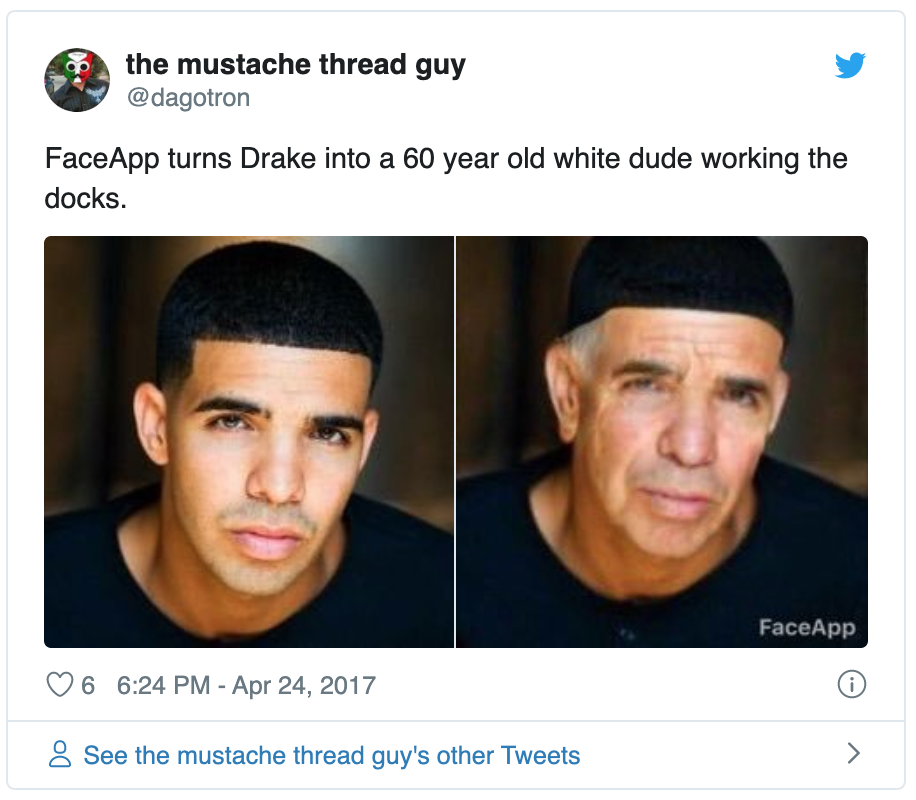 the mustache thread guy
@dagotron
FaceApp turns Drake into a 60 year old white dude working the
docks.
FaceApp
6 6:24 PM - Apr 24, 2017
See the mustache thread guy's other Tweets